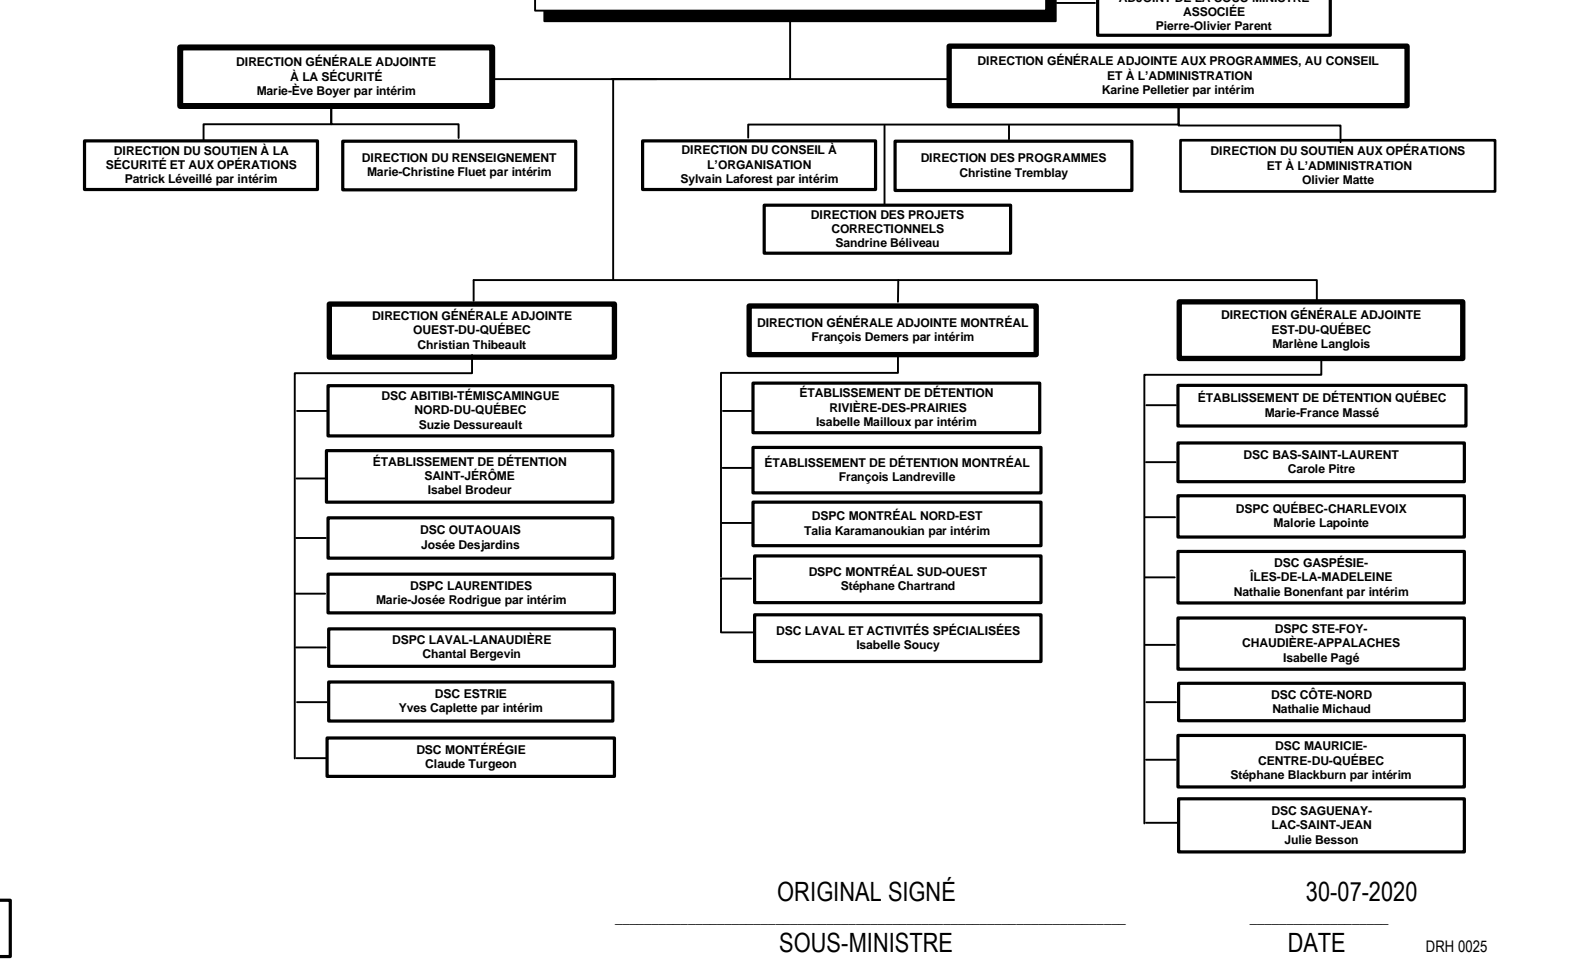 ADJOINT DE LA SOUS-MINISTRE
ASSOCIÉE
Pierre-Olivier Parent
DIRECTION GÉNÉRALE ADJOINTE
À LA SÉCURITÉ
Marie-Ève Boyer par intérim
DIRECTION GÉNÉRALE ADJOINTE AUX PROGRAMMES, AU CONSEIL
ET À L'ADMINISTRATION
Karine Pelletier par intérim
DIRECTION DU SOUTIEN À LA
SÉCURITÉ ET AUX OPÉRATIONS
Patrick Léveillé par intérim
DIRECTION DU RENSEIGNEMENT
Marie-Christine Fluet par intérim
DIRECTION DU CONSEIL À
L'ORGANISATION
Sylvain Laforest par intérim
DIRECTION DES PROGRAMMES
Christine Tremblay
DIRECTION DU SOUTIEN AUX OPÉRATIONS
ET À L'ADMINISTRATION
Olivier Matte
DIRECTION DES PROJETS
CORRECTIONNELS
Sandrine Béliveau
DIRECTION GÉNÉRALE ADJOINTE
OUEST-DU-QUÉBEC
Christian Thibeault
DSC ABITIBI-TÉMISCAMINGUE
NORD-DU-QUÉBEC
Suzie Dessureault
ÉTABLISSEMENT DE DÉTENTION
SAINT-JÉRÔME
Isabel Brodeur
DSC OUTAOUAIS
Josée Desjardins
DSPC LAURENTIDES
Marie-Josée Rodrigue par intérim
DSPC LAVAL-LANAUDIÈRE
Chantal Bergevin
DSC ESTRIE
Yves Caplette par intérim
DSC MONTÉRÉGIE
Claude Turgeon
DIRECTION GÉNÉRALE ADJOINTE MONTRÉAL
François Demers par intérim
ÉTABLISSEMENT DE DÉTENTION
RIVIÈRE-DES-PRAIRIES
Isabelle Mailloux par intérim
ÉTABLISSEMENT DE DÉTENTION MONTRÉAL
François Landreville
DSPC MONTRÉAL NORD-EST
Talia Karamanoukian par intérim
DSPC MONTRÉAL SUD-OUEST
Stéphane Chartrand
DSC LAVAL ET ACTIVITÉS SPÉCIALISÉES
Isabelle Soucy
DIRECTION GÉNÉRALE ADJOINTE
EST-DU-QUÉBEC
Marlène Langlois
ÉTABLISSEMENT DE DÉTENTION QUÉBEC
Marie-France Massé
DSC BAS-SAINT-LAURENT
Carole Pitre
DSPC QUÉBEC-CHARLEVOIX
Malorie Lapointe
DSC GASPÉSIE-
ÎLES-DE-LA-MADELEINE
Nathalie Bonenfant par intérim
DSPC STE-FOY-
CHAUDIÈRE-APPALACHES
Isabelle Pagé
DSC CÔTE-NORD
Nathalie Michaud
DSC MAURICIE-
CENTRE-DU-QUÉBEC
Stéphane Blackburn par intérim
DSC SAGUENAY-
LAC-SAINT-JEAN
Julie Besson
ORIGINAL SIGNÉ
30-07-2020
SOUS-MINISTRE
DATE
DRH 0025